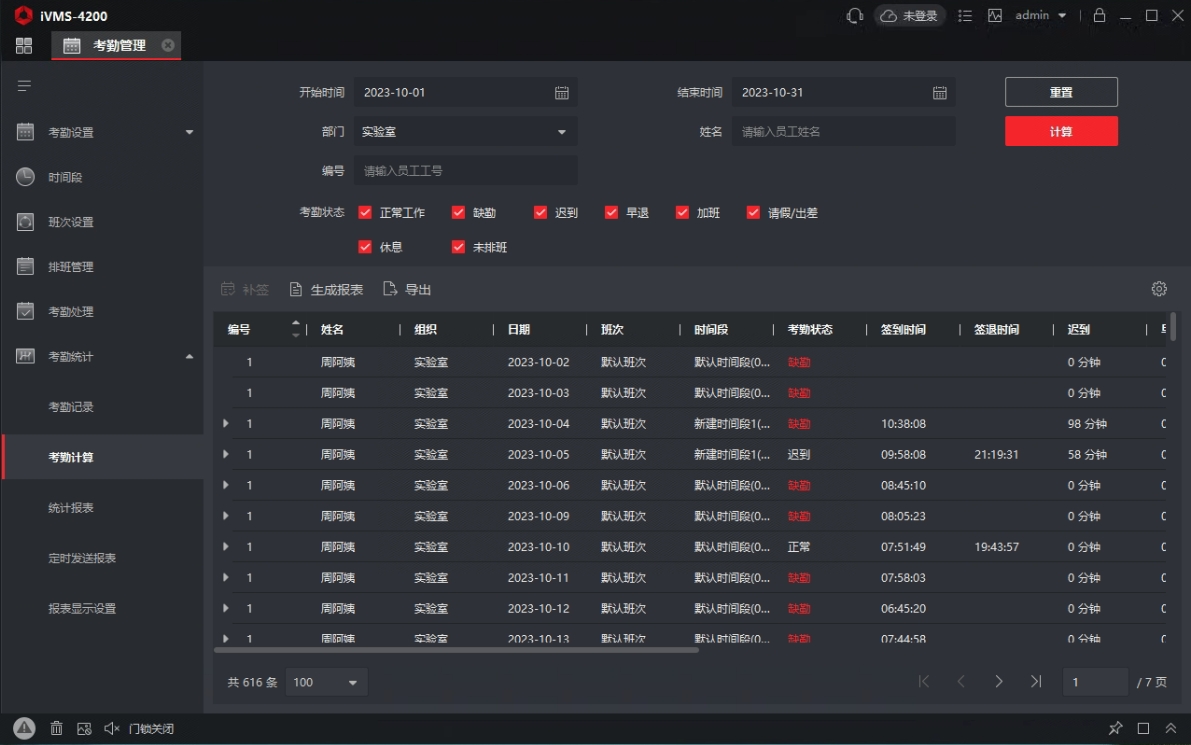 iVMS-4200
未登录
admin
考勤管理
考勤设置
时间段
班次设置
排班管理
考勤处理
考勤统计
考勤记录
考勤计算
统计报表
定时发送报表
报表显示设置
开始时间 2023-10-01 结束时间 2023-10-31 重置
部门 实验室 姓名 请输入员工姓名 计算
编号 请输入员工工号
考勤状态 正常工作 缺勤 迟到 早退 加班 请假/出差
休息 未排班
补签 生成报表 导出
编号 姓名 组织 日期 班次 时间段 考勤状态 签到时间 签退时间 迟到
1 周阿姨 实验室 2023-10-02 默认班次 默认时间段(0... 缺勤 0 分钟
1 周阿姨 实验室 2023-10-03 默认班次 默认时间段(0... 缺勤 0 分钟
1 周阿姨 实验室 2023-10-04 默认班次 新建时间段1(... 缺勤 10:38:08 98 分钟
1 周阿姨 实验室 2023-10-05 默认班次 新建时间段1(... 迟到 09:58:08 21:19:31 58 分钟
1 周阿姨 实验室 2023-10-06 默认班次 默认时间段(0... 缺勤 08:45:10 0 分钟
1 周阿姨 实验室 2023-10-09 默认班次 默认时间段(0... 缺勤 08:05:23 0 分钟
1 周阿姨 实验室 2023-10-10 默认班次 默认时间段(0... 正常 07:51:49 19:43:57 0 分钟
1 周阿姨 实验室 2023-10-11 默认班次 默认时间段(0... 缺勤 07:58:03 0 分钟
1 周阿姨 实验室 2023-10-12 默认班次 默认时间段(0... 缺勤 06:45:20 0 分钟
1 周阿姨 实验室 2023-10-13 默认班次 默认时间段(0... 缺勤 07:44:58 0 分钟
共 616 条 100 1 / 7 页
门锁关闭